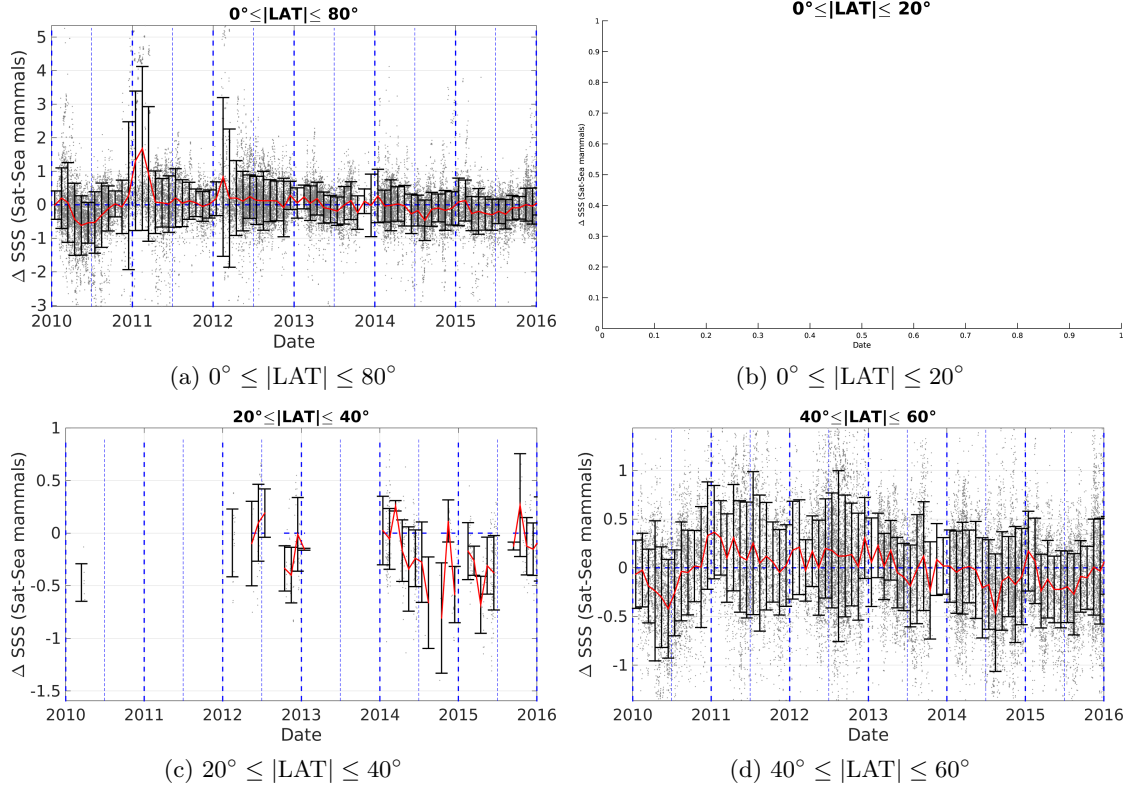 0°≤|LAT|≤ 80°
Δ SSS (Sat-Sea mammals)
5
4
3
2
1
0
-1
-2
-3
2010 2011 2012 2013 2014 2015 2016
Date
(a) 0° ≤ |LAT| ≤ 80°
0°≤|LAT|≤ 20°
Δ SSS (Sat-Sea mammals)
1
0.9
0.8
0.7
0.6
0.5
0.4
0.3
0.2
0.1
0
0 0.1 0.2 0.3 0.4 0.5 0.6 0.7 0.8 0.9 1
Date
(b) 0° ≤ |LAT| ≤ 20°
20°≤|LAT|≤ 40°
Δ SSS (Sat-Sea mammals)
1
0.5
0
-0.5
-1
-1.5
2010 2011 2012 2013 2014 2015 2016
Date
(c) 20° ≤ |LAT| ≤ 40°
40°≤|LAT|≤ 60°
Δ SSS (Sat-Sea mammals)
1
0.5
0
-0.5
-1
2010 2011 2012 2013 2014 2015 2016
Date
(d) 40° ≤ |LAT| ≤ 60°